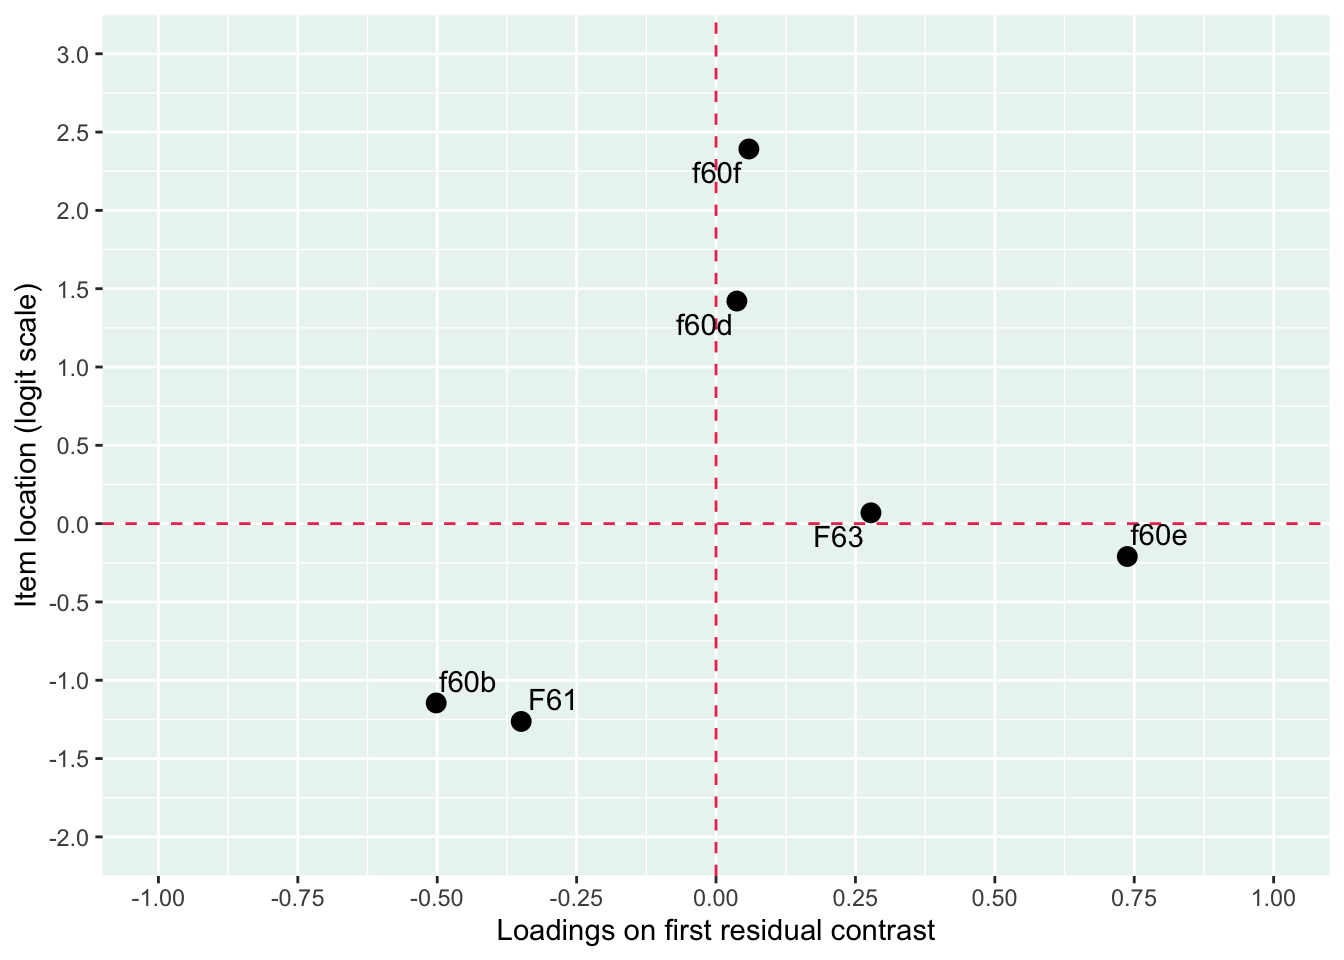 3.0
2.5
f60f
2.0
1.5
f60d
1.0
0.5
0.0
F63
f60e
-0.5
-1.0
f60b
F61
-1.5
-2.0
Item location (logit scale)
-1.00 -0.75 -0.50 -0.25 0.00 0.25 0.50 0.75 1.00
Loadings on first residual contrast